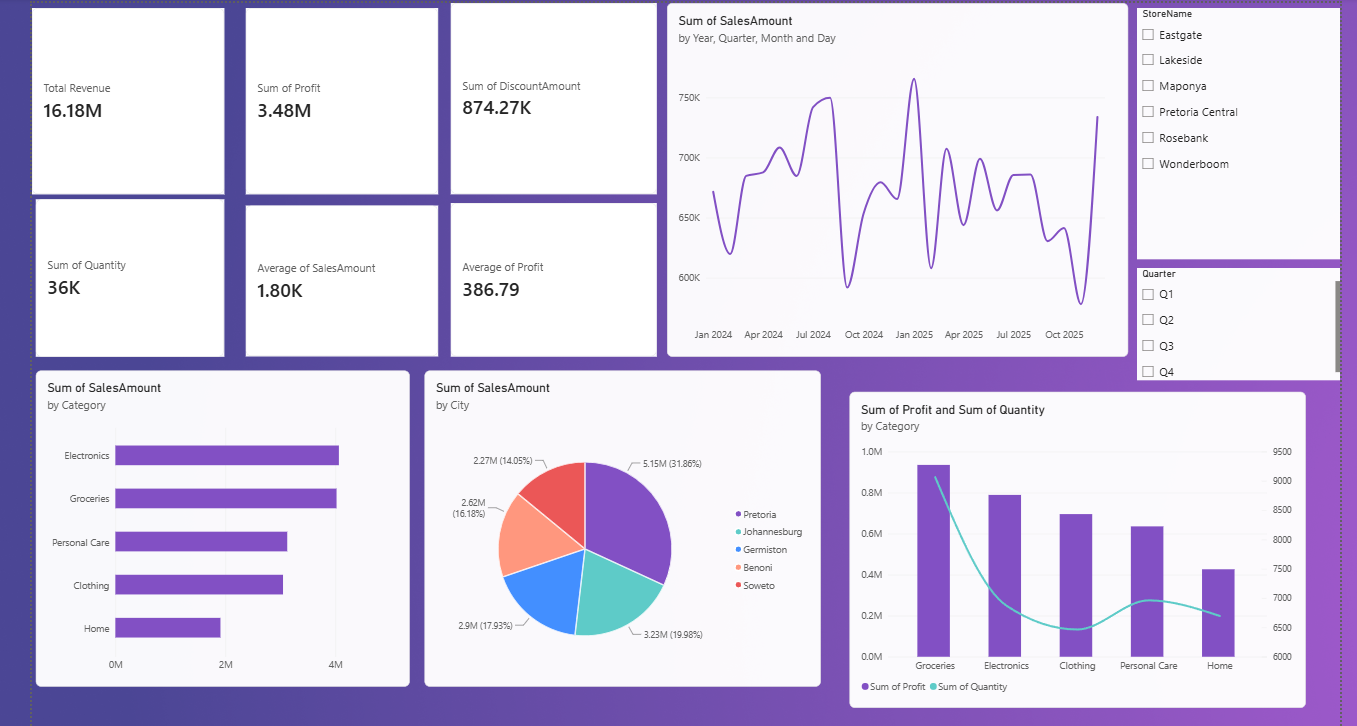 Total Revenue
16.18M
Sum of Profit
3.48M
Sum of DiscountAmount
874.27K
Sum of Quantity
36K
Average of SalesAmount
1.80K
Average of Profit
386.79
Sum of SalesAmount
by Year, Quarter, Month and Day
750K
700K
650K
600K
Jan 2024 Apr 2024 Jul 2024 Oct 2024 Jan 2025 Apr 2025 Jul 2025 Oct 2025
StoreName
Eastgate
Lakeside
Maponya
Pretoria Central
Rosebank
Wonderboom
Quarter
Q1
Q2
Q3
Q4
Sum of SalesAmount
by Category
Electronics
Groceries
Personal Care
Clothing
Home
0M 2M 4M
Sum of SalesAmount
by City
2.27M (14.05%)
5.15M (31.86%)
2.62M
(16.18%)
2.9M (17.93%)
3.23M (19.98%)
Pretoria
Johannesburg
Germiston
Benoni
Soweto
Sum of Profit and Sum of Quantity
by Category
1.0M
0.8M
0.6M
0.4M
0.2M
0.0M
9500
9000
8500
8000
7500
7000
6500
6000
Groceries Electronics Clothing Personal Care Home
Sum of Profit Sum of Quantity